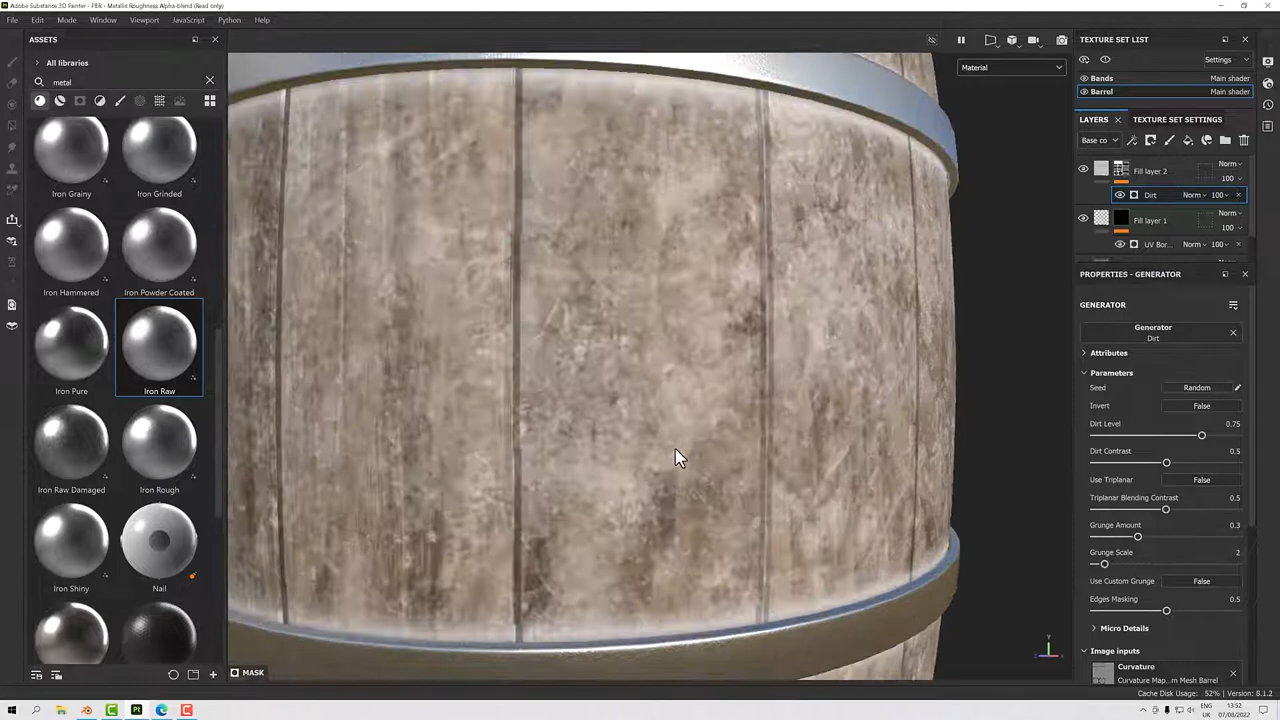 Adobe Substance 3D Painter - PBR - Metallic Roughness Alpha-blend (Read only)
File Edit Mode Window Viewport JavaScript Python Help
ASSETS
All libraries
metal
Iron Grainy
Iron Grinded
Iron Hammered
Iron Powder Coated
Iron Pure
Iron Raw
Iron Raw Damaged
Iron Rough
Iron Shiny
Nail
Material
MASK
TEXTURE SET LIST
Settings
Bands Main shader
Barrel Main shader
LAYERS TEXTURE SET SETTINGS
Base co
Fill layer 2 Norm
100
Dirt Norm 100
Fill layer 1 Norm
100
UV Bor... Norm 100
PROPERTIES - GENERATOR
GENERATOR
Generator
Dirt
Attributes
Parameters
Seed Random
Invert False
Dirt Level 0.75
Dirt Contrast 0.5
Use Triplanar False
Triplanar Blending Contrast 0.5
Grunge Amount 0.3
Grunge Scale 2
Use Custom Grunge False
Edges Masking 0.5
Micro Details
Image inputs
Curvature
Curvature Map...m Mesh Barrel
Cache Disk Usage: 52% | Version: 8.1.2
ENG
UK
13:52
07/08/2022